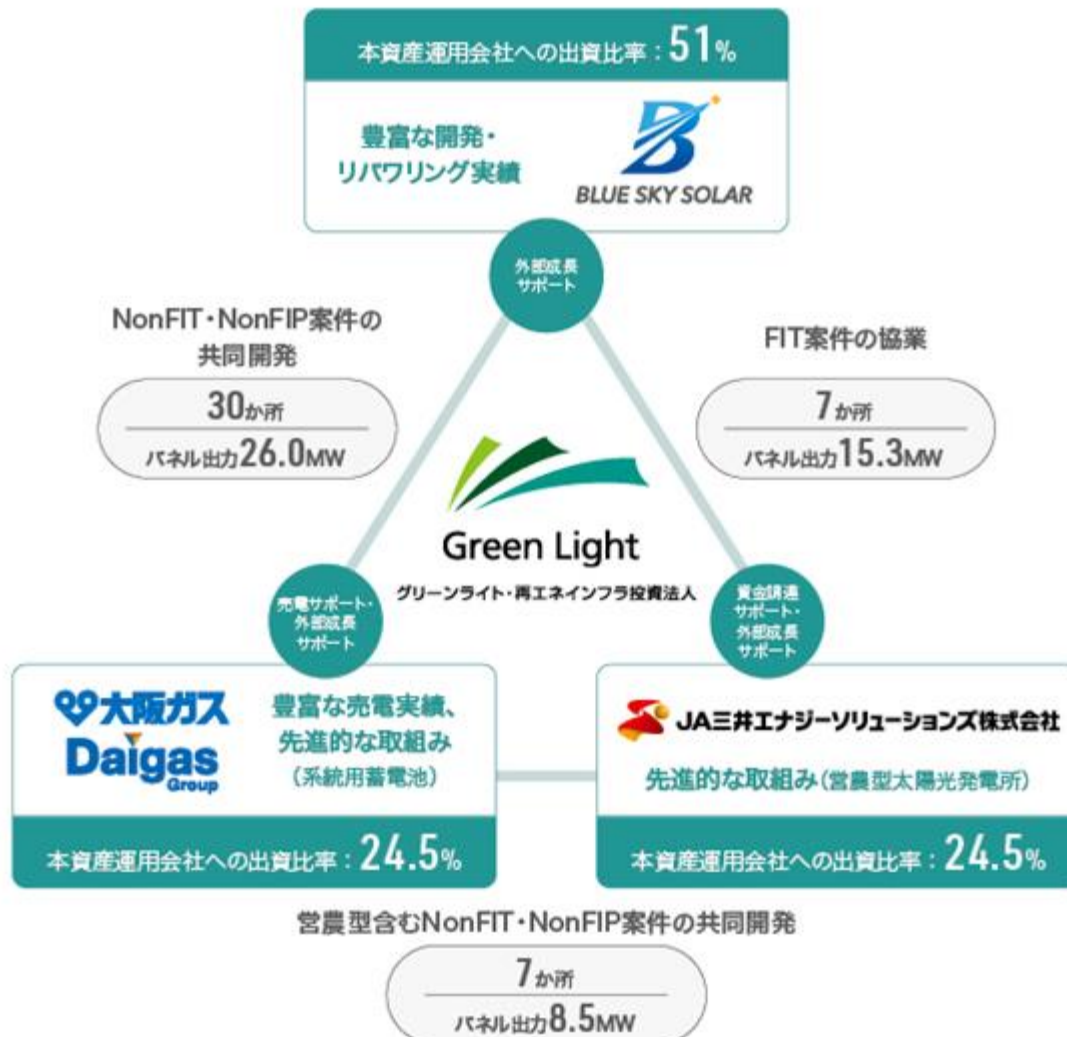 本資産運用会社への出資比率：51%
豊富な開発・
リパワリング実績
BLUE SKY SOLAR
外部成長
サポート
NonFIT・NonFIP案件の
共同開発
30か所
パネル出力26.0MW
FIT案件の協業
7か所
パネル出力15.3MW
Green Light
グリーンライト・再エネインフラ投資法人
売電サポート・
外部成長
サポート
資金調達
サポート・
外部成長
サポート
大阪ガス
Daigas
Group
豊富な売電実績、
先進的な取組み
（系統用蓄電池）
本資産運用会社への出資比率：24.5%
JA三井エナジーソリューションズ株式会社
先進的な取組み（営農型太陽光発電所）
本資産運用会社への出資比率：24.5%
営農型含むNonFIT・NonFIP案件の共同開発
7か所
パネル出力8.5MW